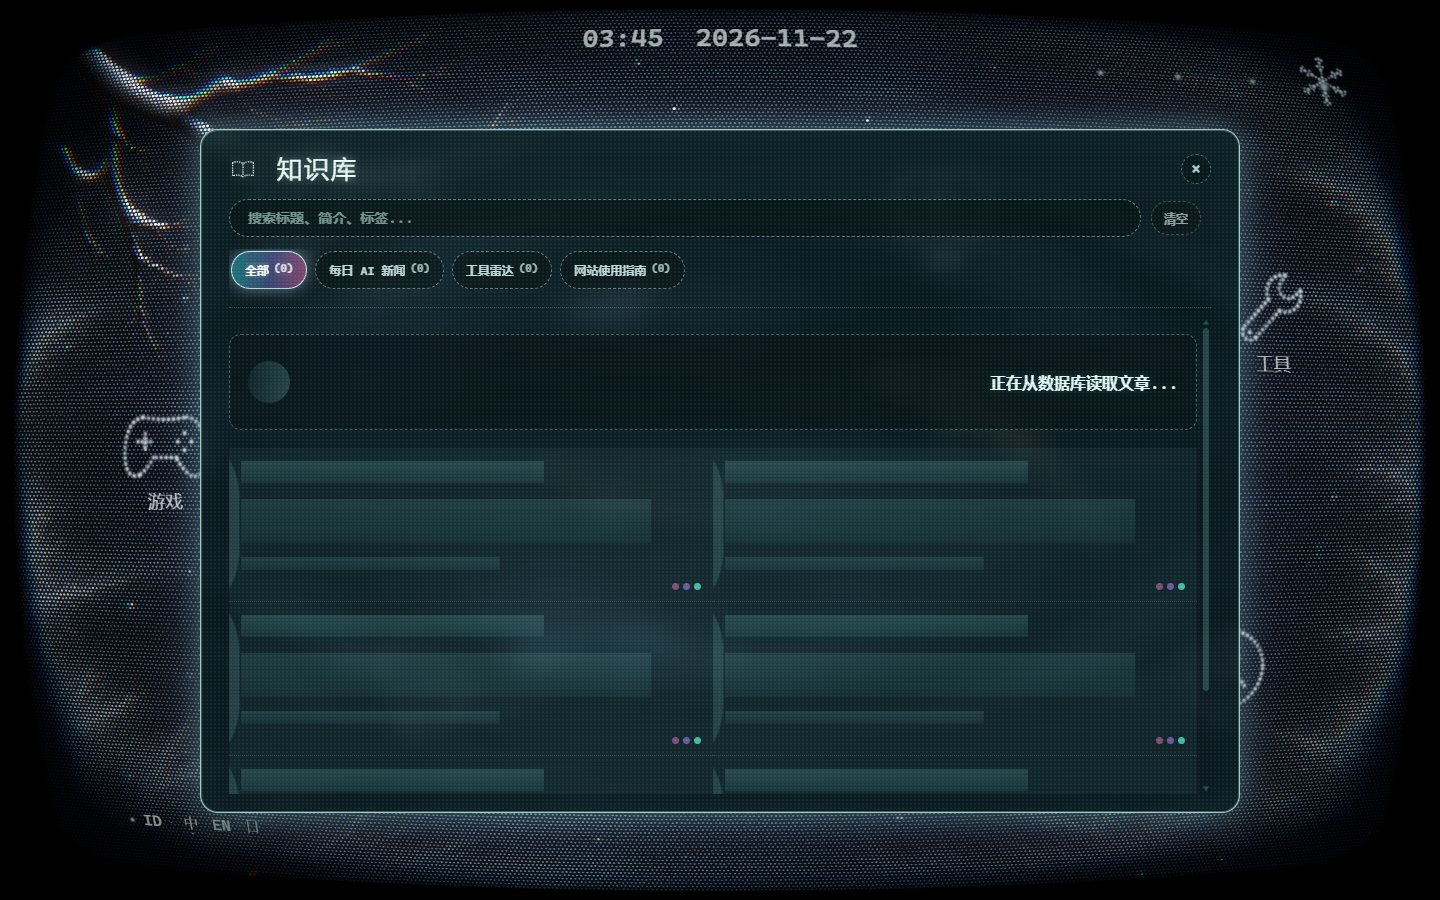 03:45 2026-11-22
知识库
×
搜索标题、简介、标签...
清空
全部 (0)
每日 AI 新闻 (0)
工具雷达 (0)
网站使用指南 (0)
正在从数据库读取文章...
工具
游戏
ID 中 EN